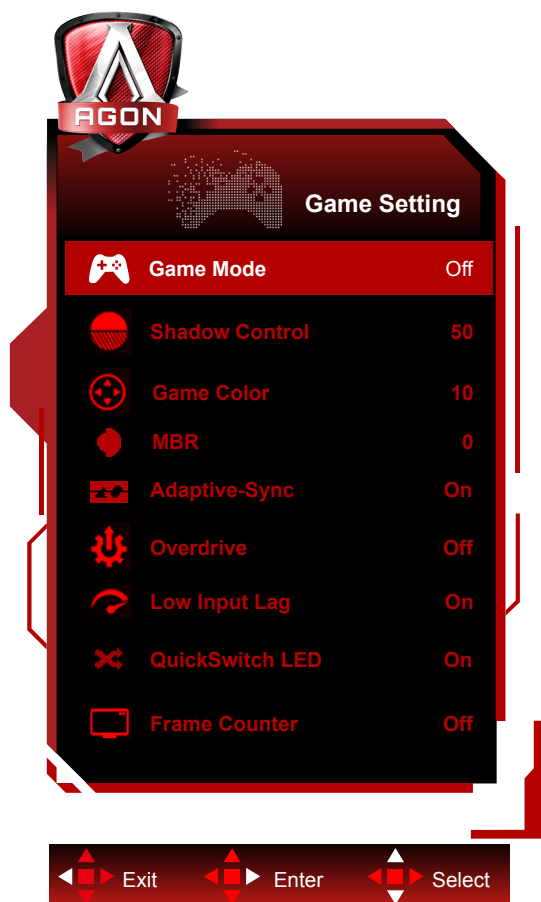 AGON
Game Setting
Game Mode Off
Shadow Control 50
Game Color 10
MBR 0
Adaptive-Sync On
Overdrive Off
Low Input Lag On
QuickSwitch LED On
Frame Counter Off
Exit Enter Select